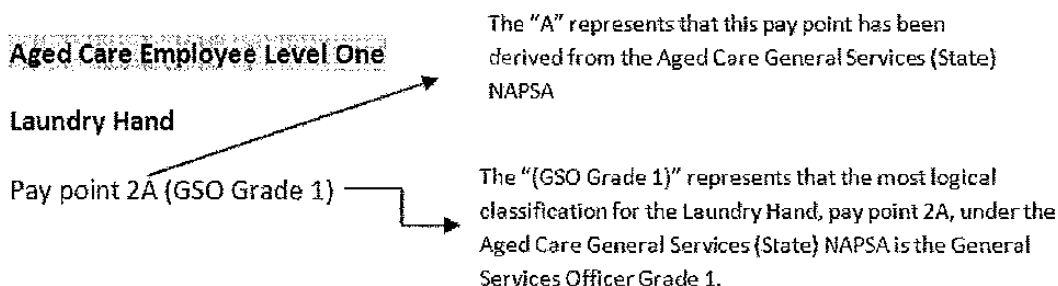 Aged Care Employee Level One
Laundry Hand
Pay point 2A (GSO Grade 1)
The "A" represents that this pay point has been
derived from the Aged Care General Services (State)
NAPSA
The "(GSO Grade 1)" represents that the most logical
classification for the Laundry Hand, pay point 2A, under the
Aged Care General Services (State) NAPSA is the General
Services Officer Grade 1.